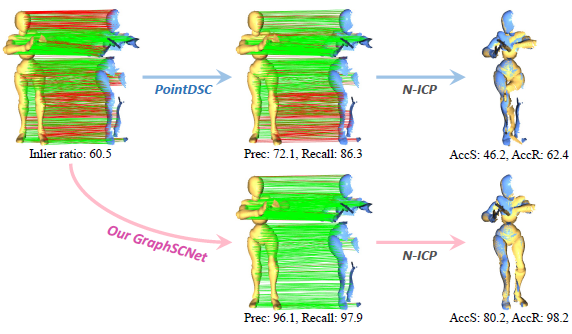 PointDSC
N-ICP
Inlier ratio: 60.5
Prec: 72.1, Recall: 86.3
AccS: 46.2, AccR: 62.4
Our GraphSCNet
N-ICP
Prec: 96.1, Recall: 97.9
AccS: 80.2, AccR: 98.2